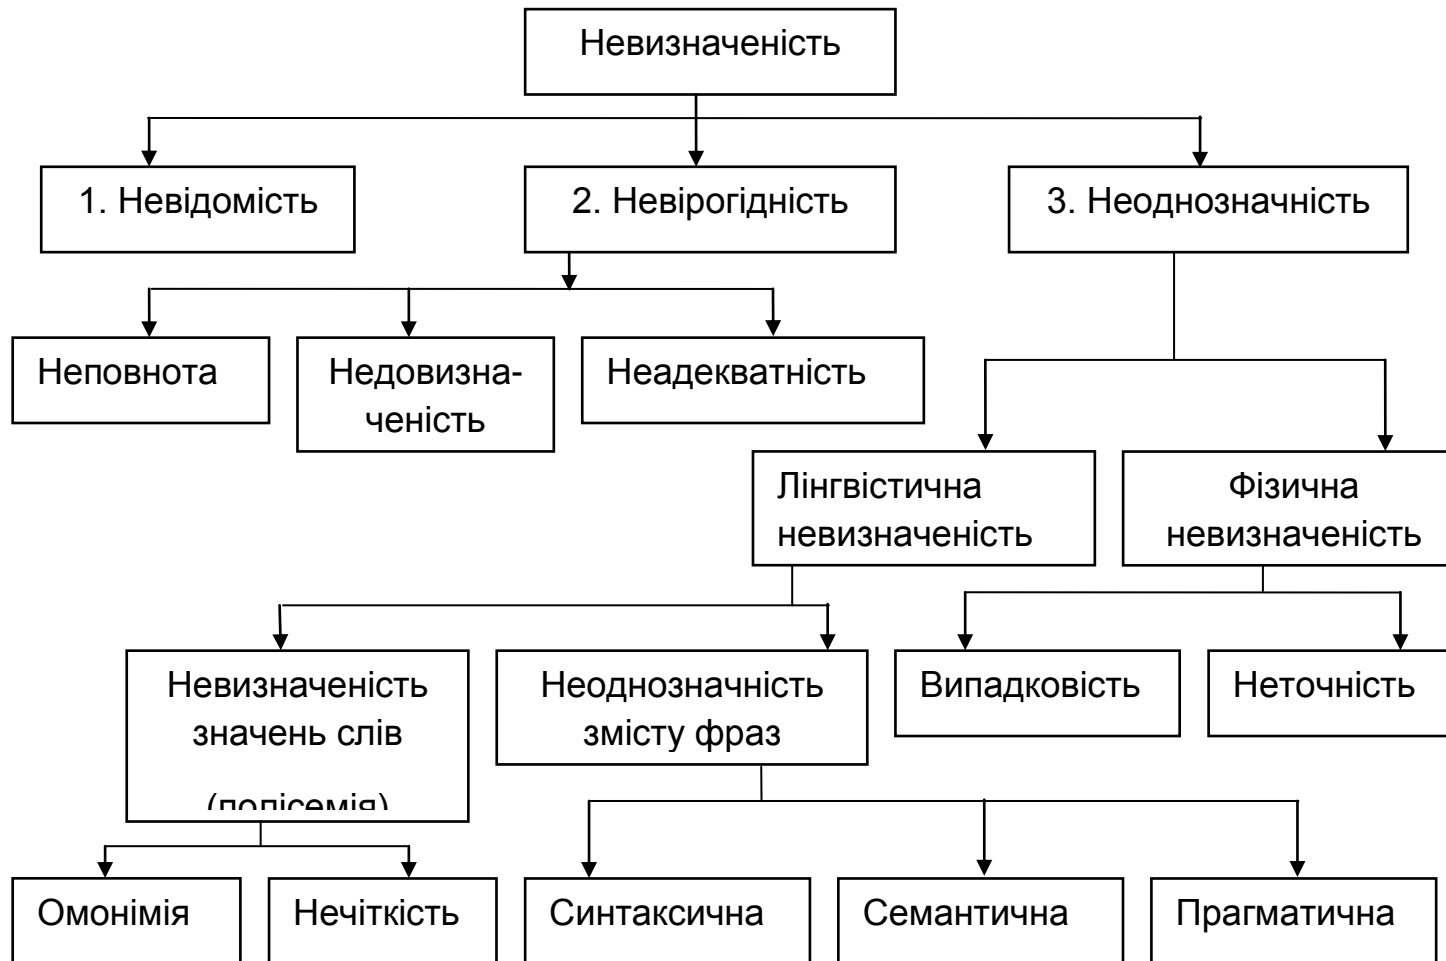 Невизначеність
1. Невідомість
2. Невірогідність
3. Неоднозначність
Неповнота
Недовизна-
ченість
Неадекватність
Лінгвістична
невизначеність
Фізична
невизначеність
Невизначеність
значень слів
(полісемія)
Неоднозначність
змісту фраз
Випадковість
Неточність
Омонімія
Нечіткість
Синтаксична
Семантична
Прагматична